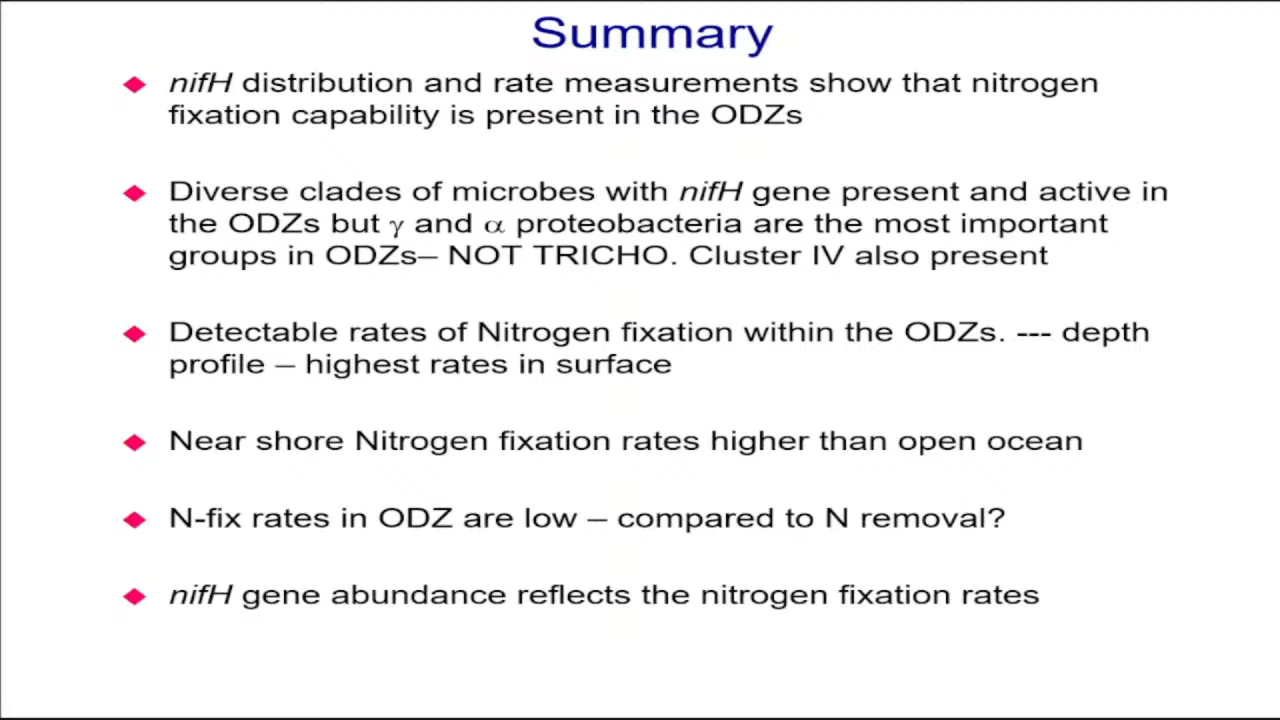 Summary
nifH distribution and rate measurements show that nitrogen
fixation capability is present in the ODZs
Diverse clades of microbes with nifH gene present and active in
the ODZs but γ and α proteobacteria are the most important
groups in ODZs– NOT TRICHO. Cluster IV also present
Detectable rates of Nitrogen fixation within the ODZs. --- depth
profile – highest rates in surface
Near shore Nitrogen fixation rates higher than open ocean
N-fix rates in ODZ are low – compared to N removal?
nifH gene abundance reflects the nitrogen fixation rates